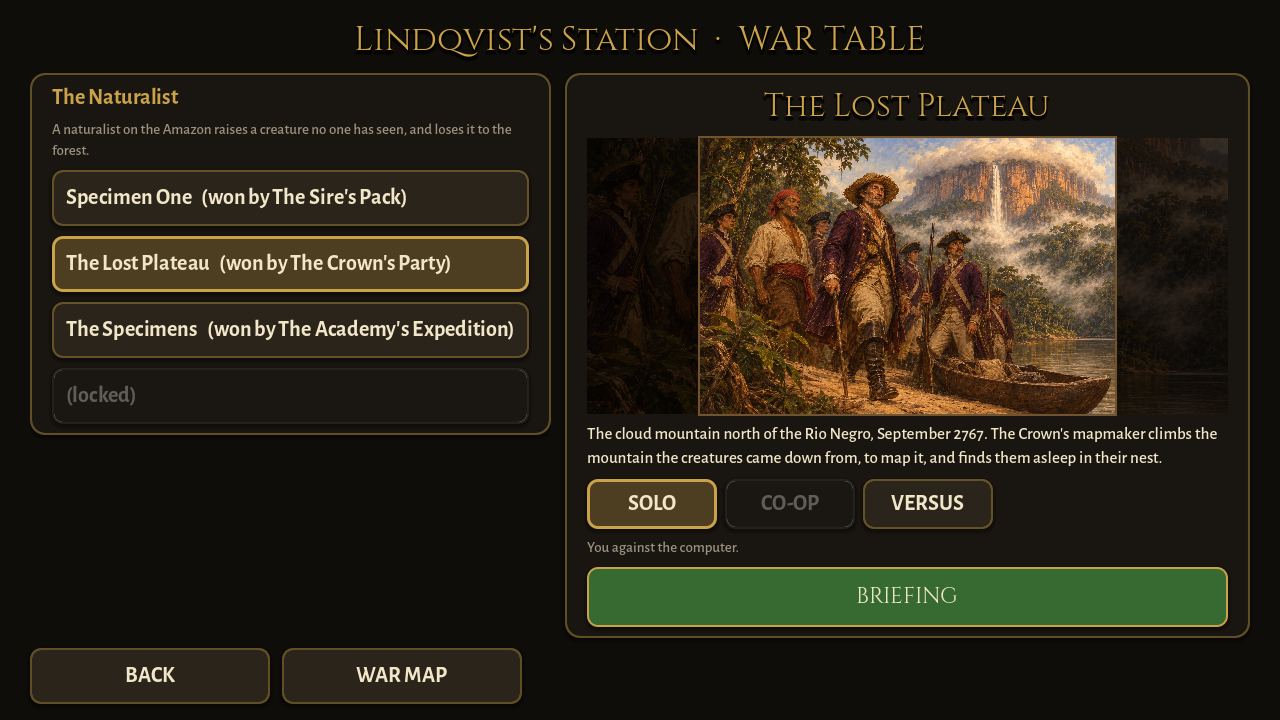 Lindqvist's Station · WAR TABLE
The Naturalist
A naturalist on the Amazon raises a creature no one has seen, and loses it to the
forest.
Specimen One (won by The Sire's Pack)
The Lost Plateau (won by The Crown's Party)
The Specimens (won by The Academy's Expedition)
(locked)
The Lost Plateau
The cloud mountain north of the Rio Negro, September 2767. The Crown's mapmaker climbs the
mountain the creatures came down from, to map it, and finds them asleep in their nest.
SOLO
CO-OP
VERSUS
You against the computer.
BRIEFING
BACK
WAR MAP